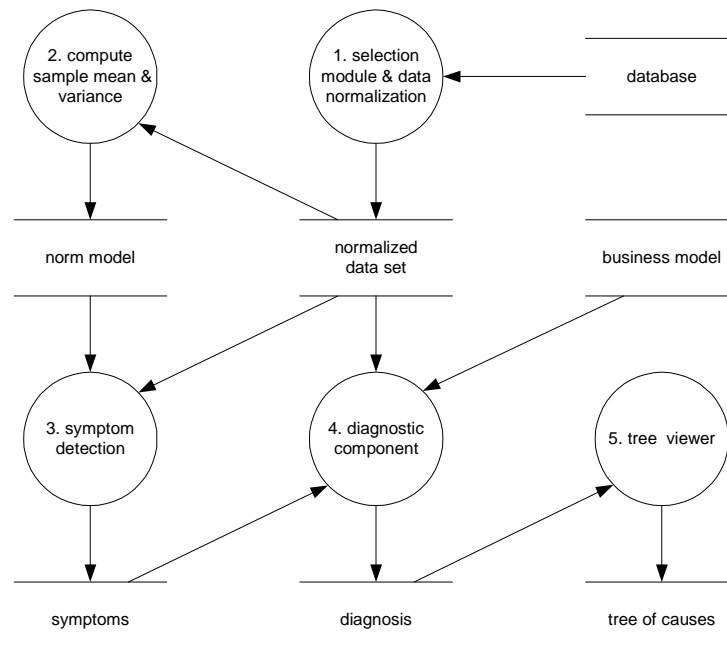 2. compute
sample mean &
variance
1. selection
module & data
normalization
database
norm model
normalized
data set
business model
3. symptom
detection
4. diagnostic
component
5. tree viewer
symptoms
diagnosis
tree of causes